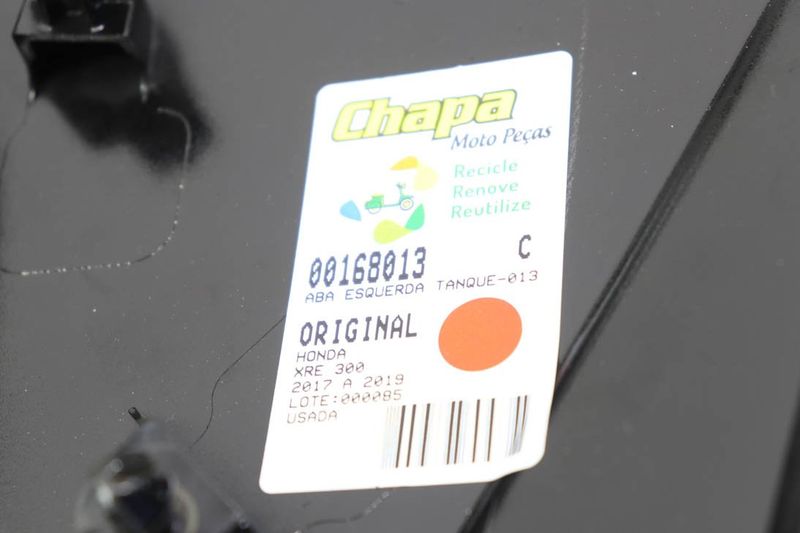 Chapa
Moto Peças
Recicle
Renove
Reutilize
00168013 C
ABA ESQUERDA TANQUE-013
ORIGINAL
HONDA
XRE 300
2017 A 2019
LOTE:000085
USADA